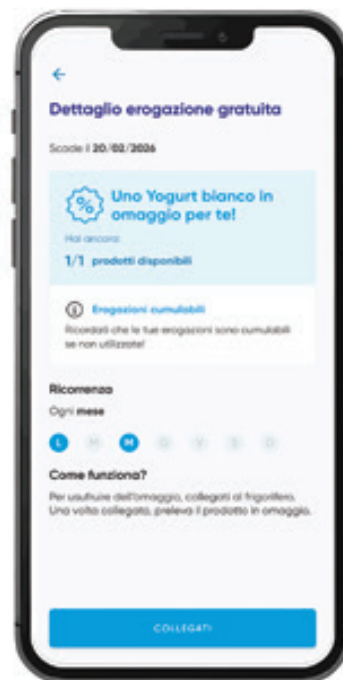 Dettaglio erogazione gratuita
Scade il 20/02/2026
Uno Yogurt bianco in
omaggio per te!
Hai ancora:
1/1 prodotti disponibili
Erogazioni cumulabili
Ricordati che le tue erogazioni sono cumulabili
se non utilizzate!
Ricorrenza
Ogni mese
L M M G V S D
Come funziona?
Per usufruire dell'omaggio, collegati al frigorifero.
Una volta collegato, preleva il prodotto in omaggio.
COLLEGATI